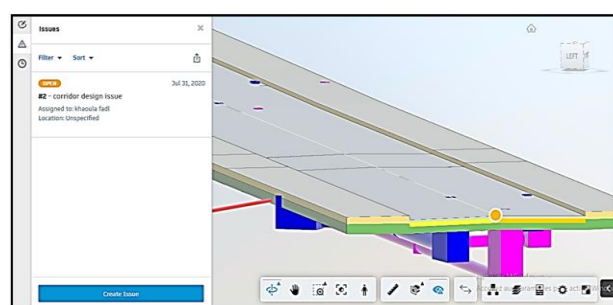 Issues
Filter
Sort
OPEN
Jul 31, 2020
#2 - corridor design issue
Assigned to: khaoula fadl
Location: Unspecified
Create Issue
LEFT